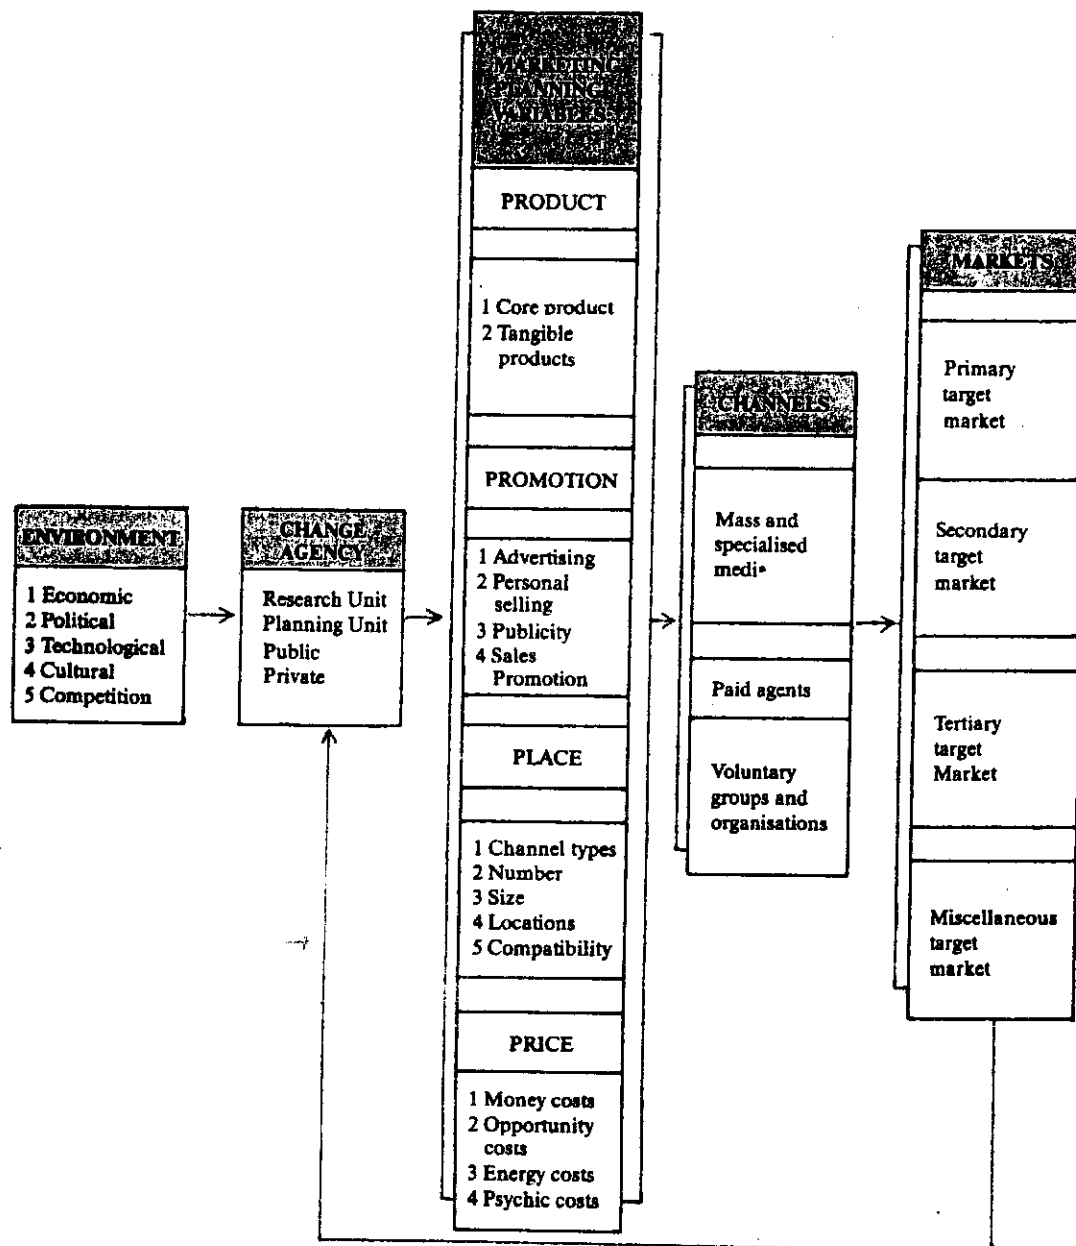 ENVIRONMENT
1 Economic
2 Political
3 Technological
4 Cultural
5 Competition
CHANGE
AGENCY
Research Unit
Planning Unit
Public
Private
MARKETING
PLANNING
VARIABLES
PRODUCT
1 Core product
2 Tangible
products
PROMOTION
1 Advertising
2 Personal
selling
3 Publicity
4 Sales
Promotion
PLACE
1 Channel types
2 Number
3 Size
4 Locations
5 Compatibility
PRICE
1 Money costs
2 Opportunity
costs
3 Energy costs
4 Psychic costs
CHANNELS
Mass and
specialised
medi
Paid agents
Voluntary
groups and
organisations
MARKETS
Primary
target
market
Secondary
target
market
Tertiary
target
Market
Miscellaneous
target
market